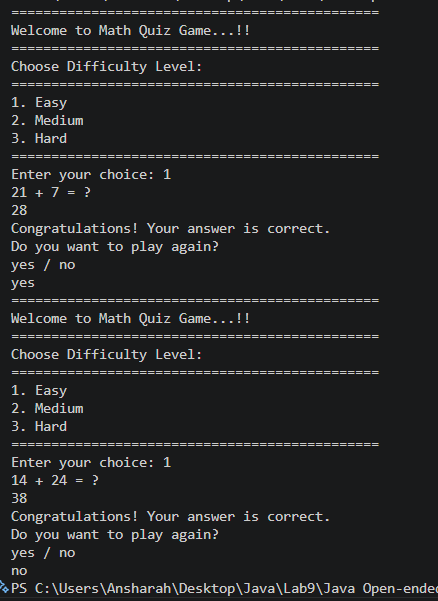 ==============================================
Welcome to Math Quiz Game...!!
==============================================
Choose Difficulty Level:
==============================================
1. Easy
2. Medium
3. Hard
==============================================
Enter your choice: 1
21 + 7 = ?
28
Congratulations! Your answer is correct.
Do you want to play again?
yes / no
yes
==============================================
Welcome to Math Quiz Game...!!
==============================================
Choose Difficulty Level:
==============================================
1. Easy
2. Medium
3. Hard
==============================================
Enter your choice: 1
14 + 24 = ?
38
Congratulations! Your answer is correct.
Do you want to play again?
yes / no
no
PS C:\Users\Ansharah\Desktop\Java\Lab9\Java Open-ended